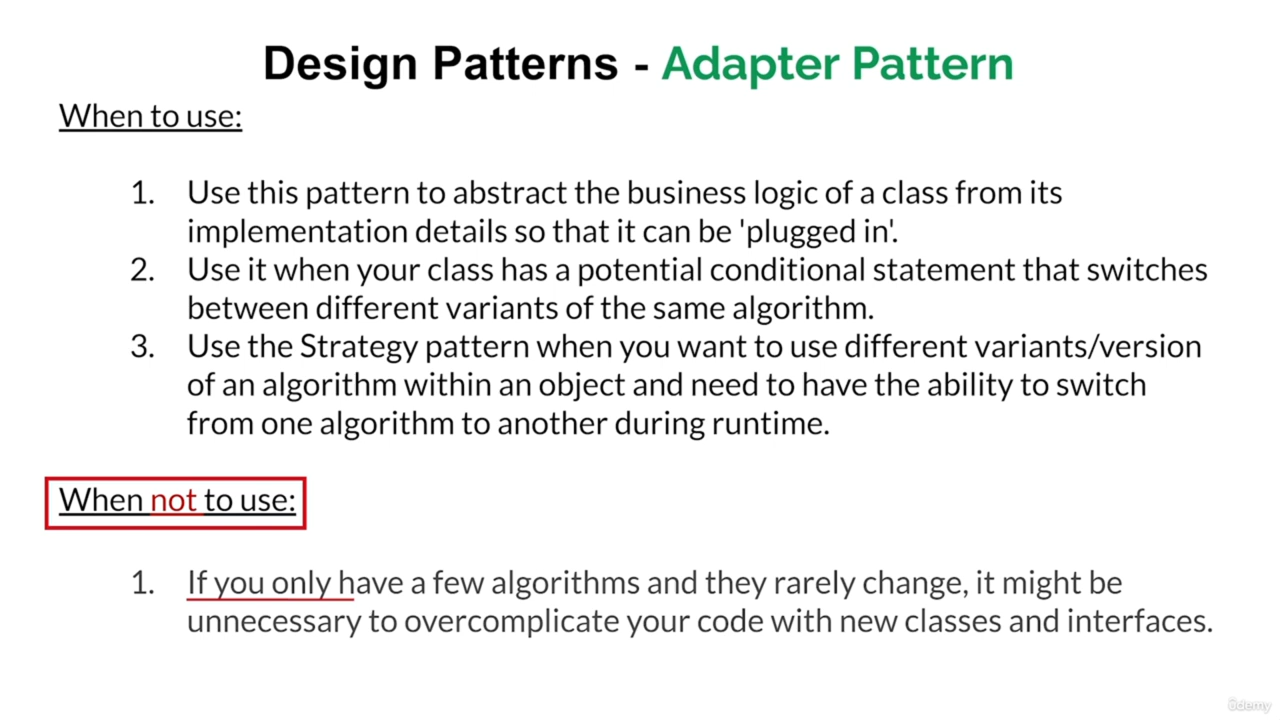 Design Patterns - Adapter Pattern
When to use:
1. Use this pattern to abstract the business logic of a class from its
implementation details so that it can be 'plugged in'.
2. Use it when your class has a potential conditional statement that switches
between different variants of the same algorithm.
3. Use the Strategy pattern when you want to use different variants/version
of an algorithm within an object and need to have the ability to switch
from one algorithm to another during runtime.
When not to use:
1. If you only have a few algorithms and they rarely change, it might be
unnecessary to overcomplicate your code with new classes and interfaces.
ûdemy